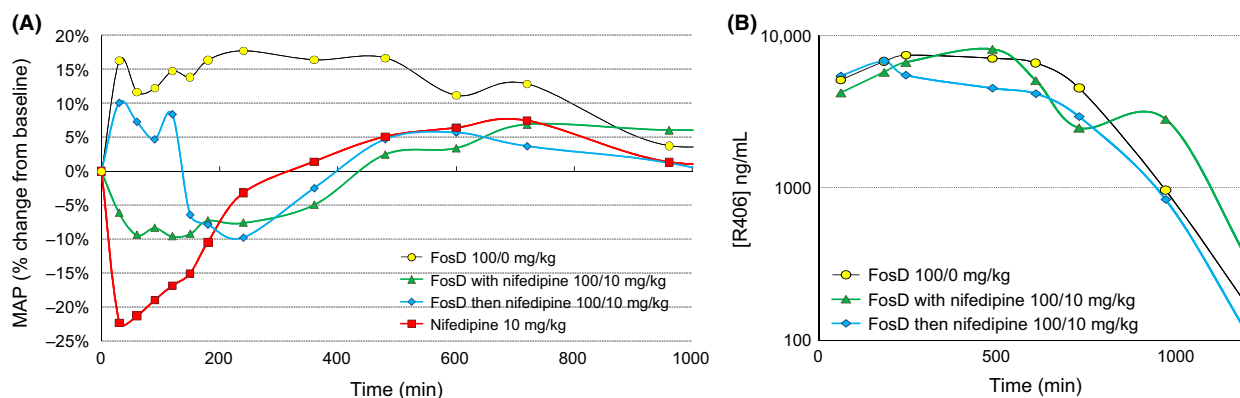 (A)
MAP (% change from baseline)
20%
15%
10%
5%
0%
–5%
–10%
–15%
–20%
–25%
0
200
400
600
800
1000
Time (min)
FosD 100/0 mg/kg
FosD with nifedipine 100/10 mg/kg
FosD then nifedipine 100/10 mg/kg
Nifedipine 10 mg/kg
(B)
[R406] ng/mL
10,000
1000
100
0
500
1000
Time (min)
FosD 100/0 mg/kg
FosD with nifedipine 100/10 mg/kg
FosD then nifedipine 100/10 mg/kg